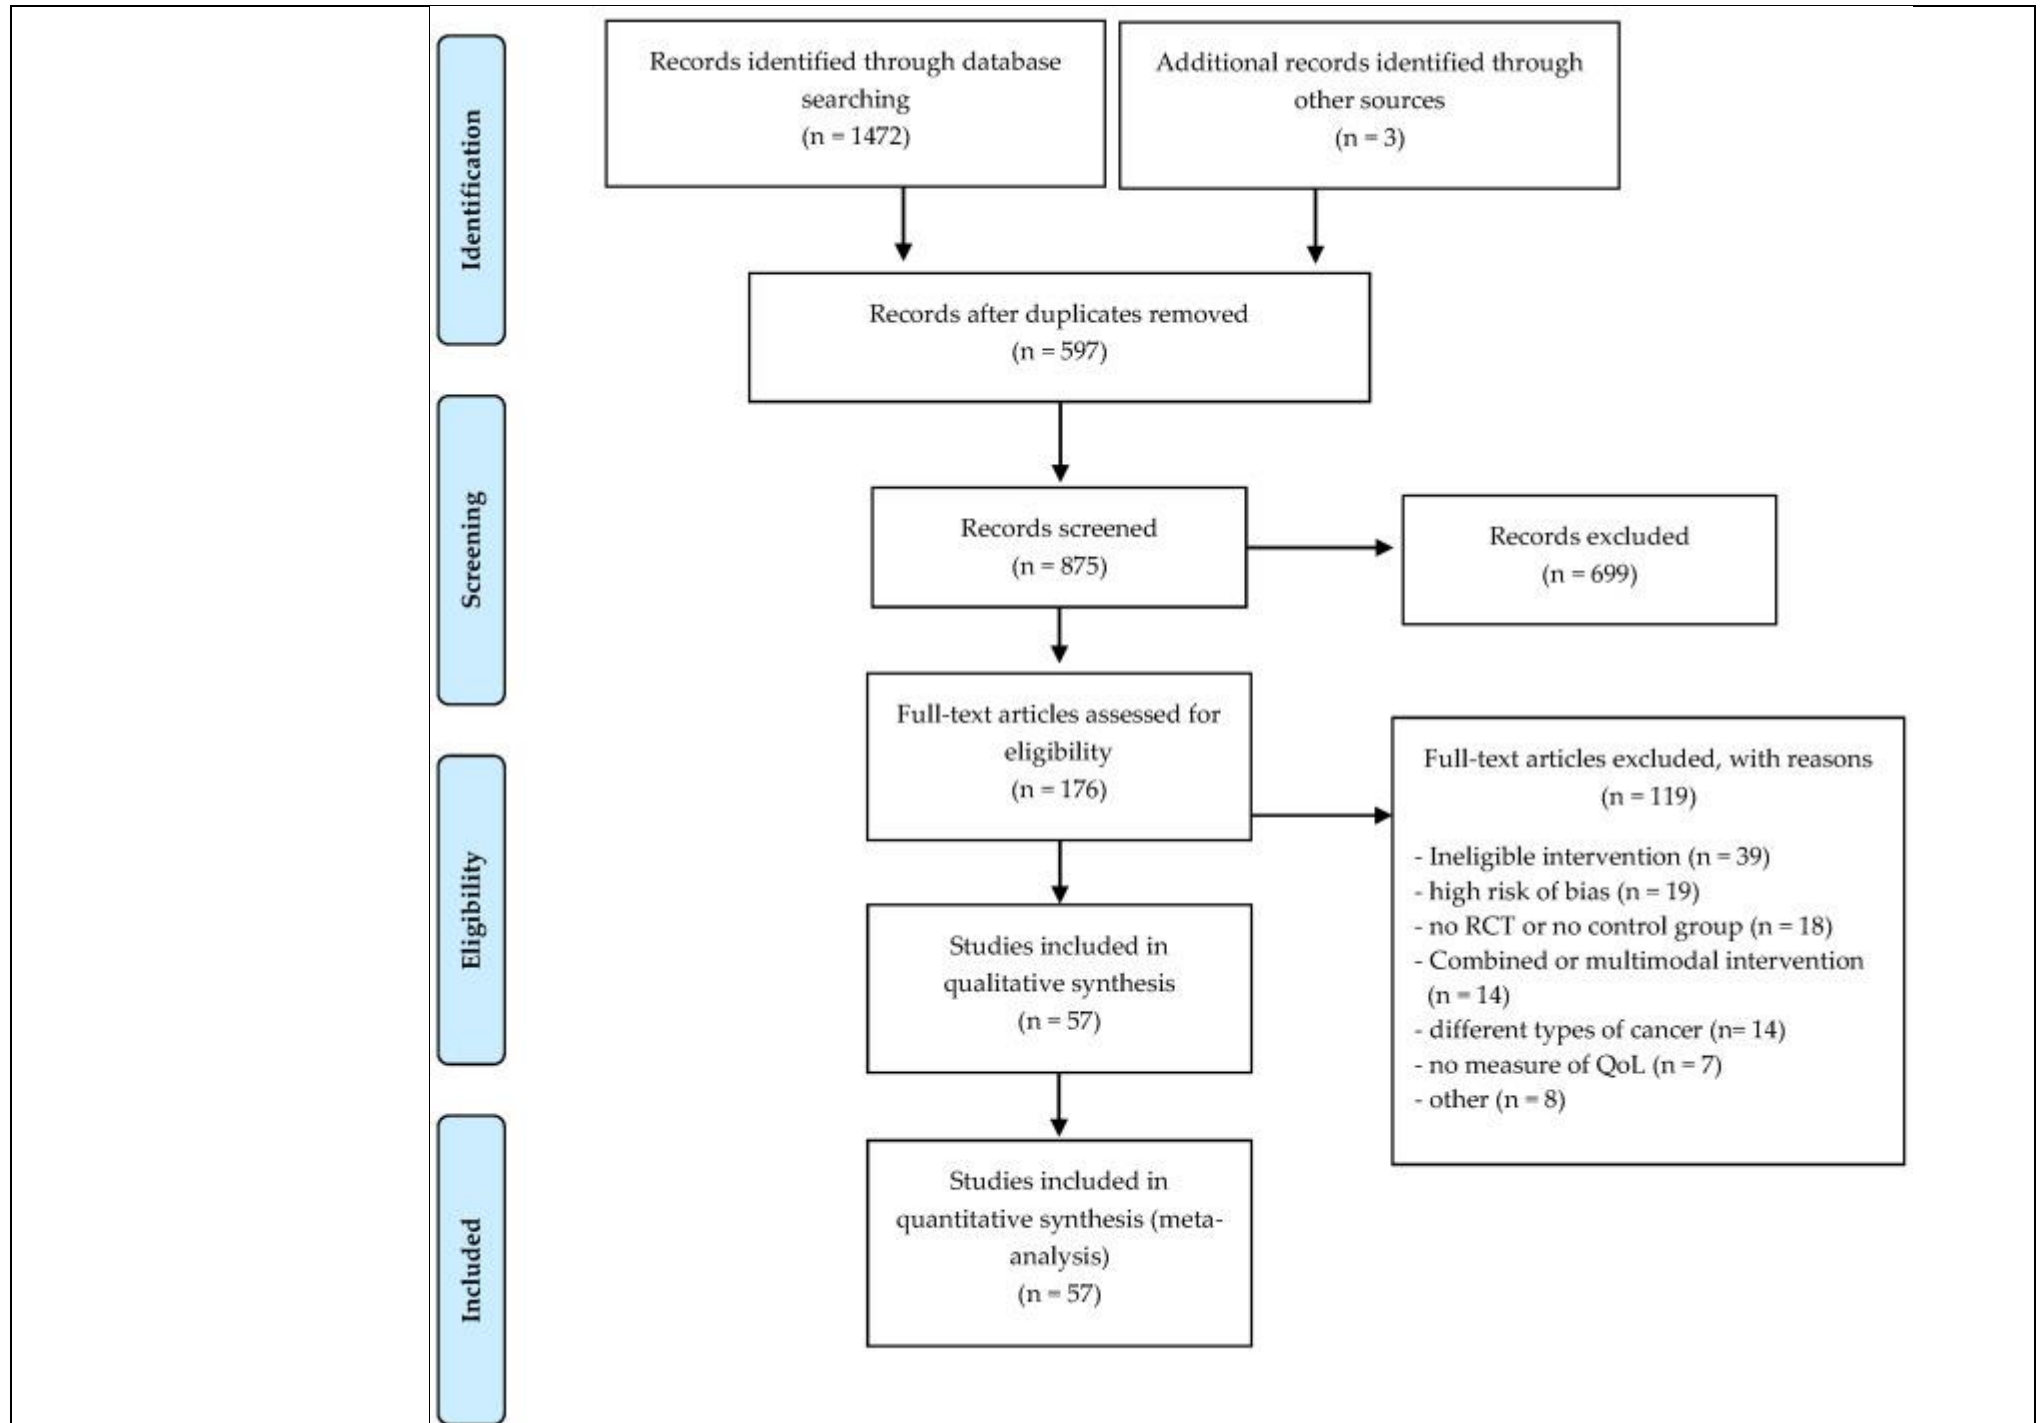 Identification
Records identified through database
searching
(n = 1472)
Additional records identified through
other sources
(n = 3)
Records after duplicates removed
(n = 597)
Screening
Records screened
(n = 875)
Records excluded
(n = 699)
Eligibility
Full-text articles assessed for
eligibility
(n = 176)
Full-text articles excluded, with reasons
(n = 119)
- Ineligible intervention (n = 39)
- high risk of bias (n = 19)
- no RCT or no control group (n = 18)
- Combined or multimodal intervention
(n = 14)
- different types of cancer (n= 14)
- no measure of QoL (n = 7)
- other (n = 8)
Studies included in
qualitative synthesis
(n = 57)
Included
Studies included in
quantitative synthesis (meta-
analysis)
(n = 57)